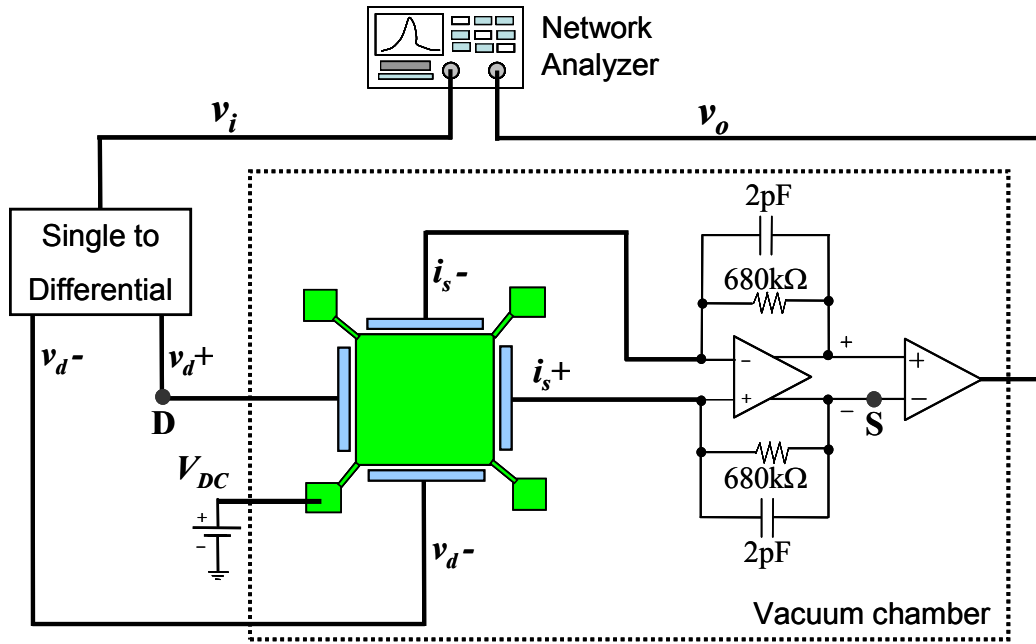 Network
Analyzer
v_i
v_o
Single to
Differential
v_d-
v_d+
D
V_DC
+
-
i_s-
i_s+
v_d-
2pF
680kΩ
-
+
+
-
S
+
-
680kΩ
2pF
Vacuum chamber